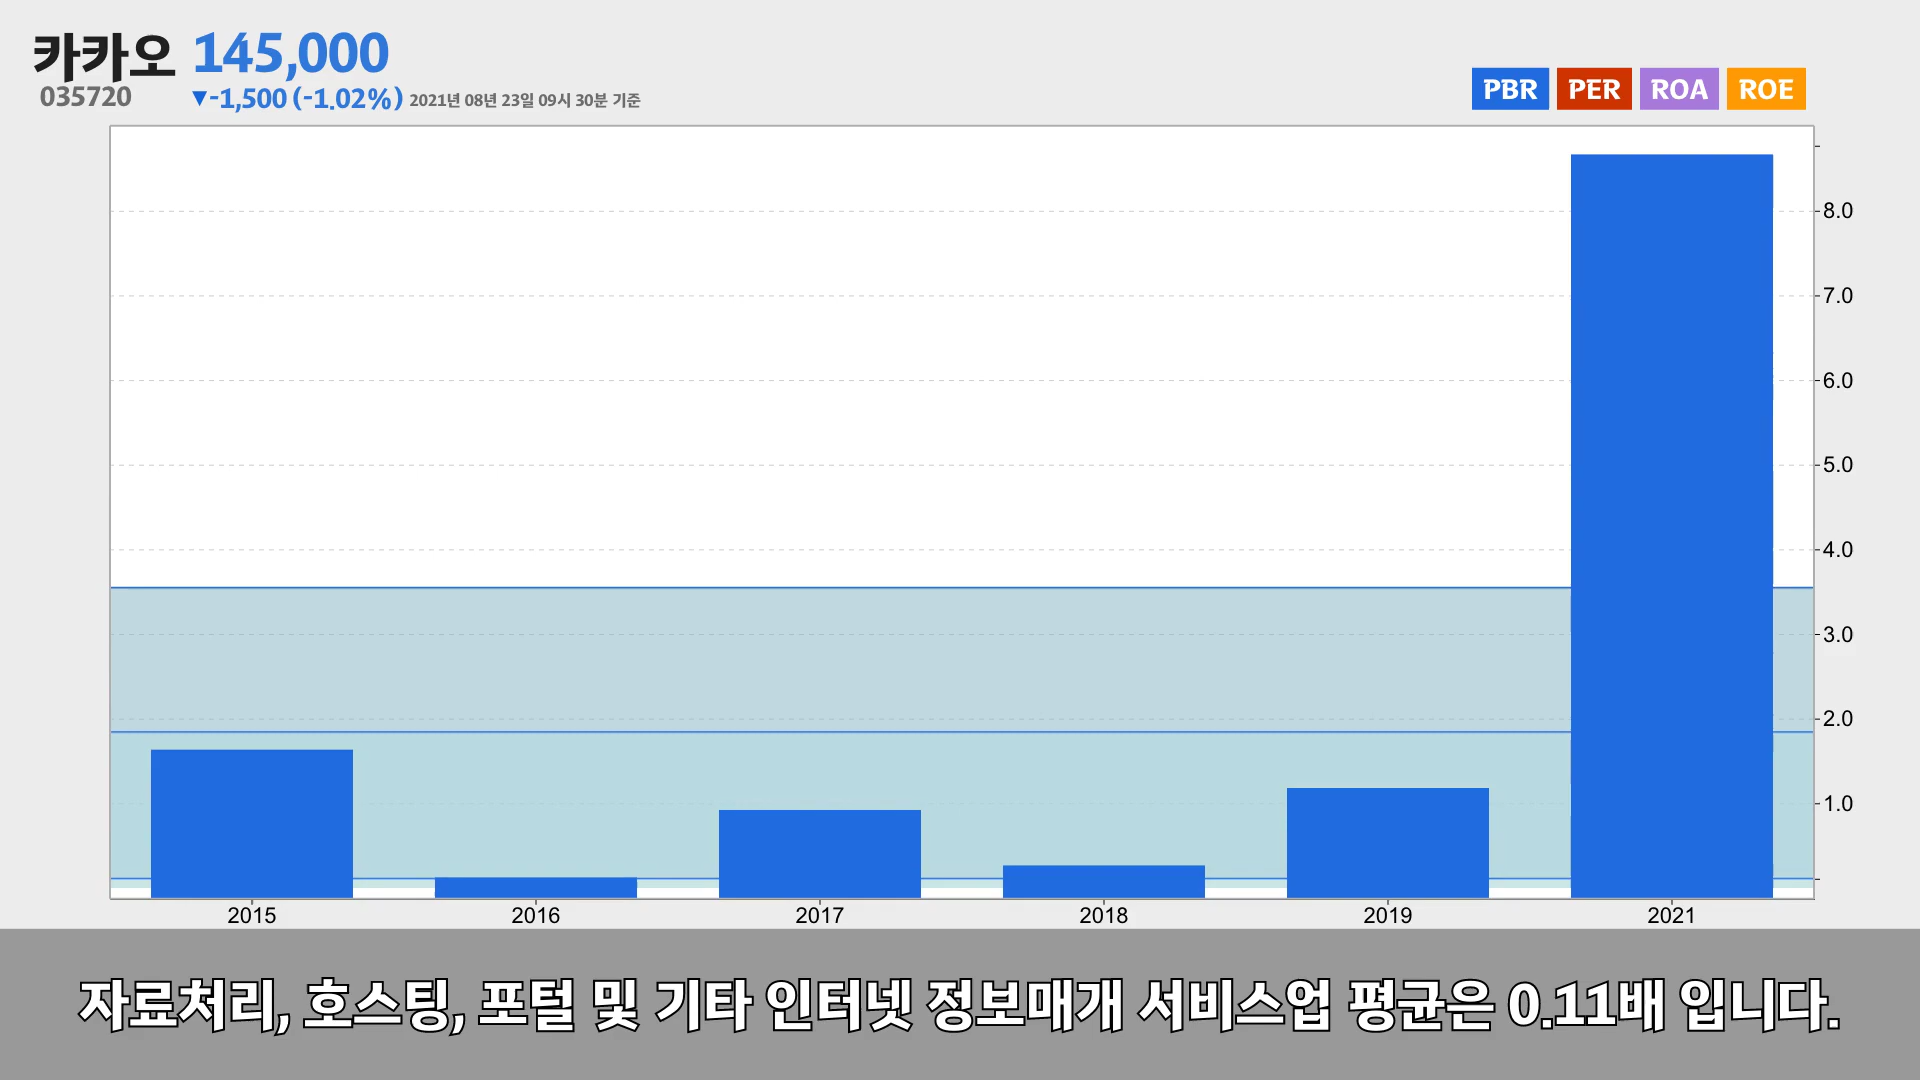 카카오 145,000
035720 ▼-1,500 (-1.02%) 2021년 08년 23일 09시 30분 기준
PBR PER ROA ROE
8.0
7.0
6.0
5.0
4.0
3.0
2.0
1.0
2015 2016 2017 2018 2019 2021
자료처리, 호스팅, 포털 및 기타 인터넷 정보매개 서비스업 평균은 0.11배 입니다.